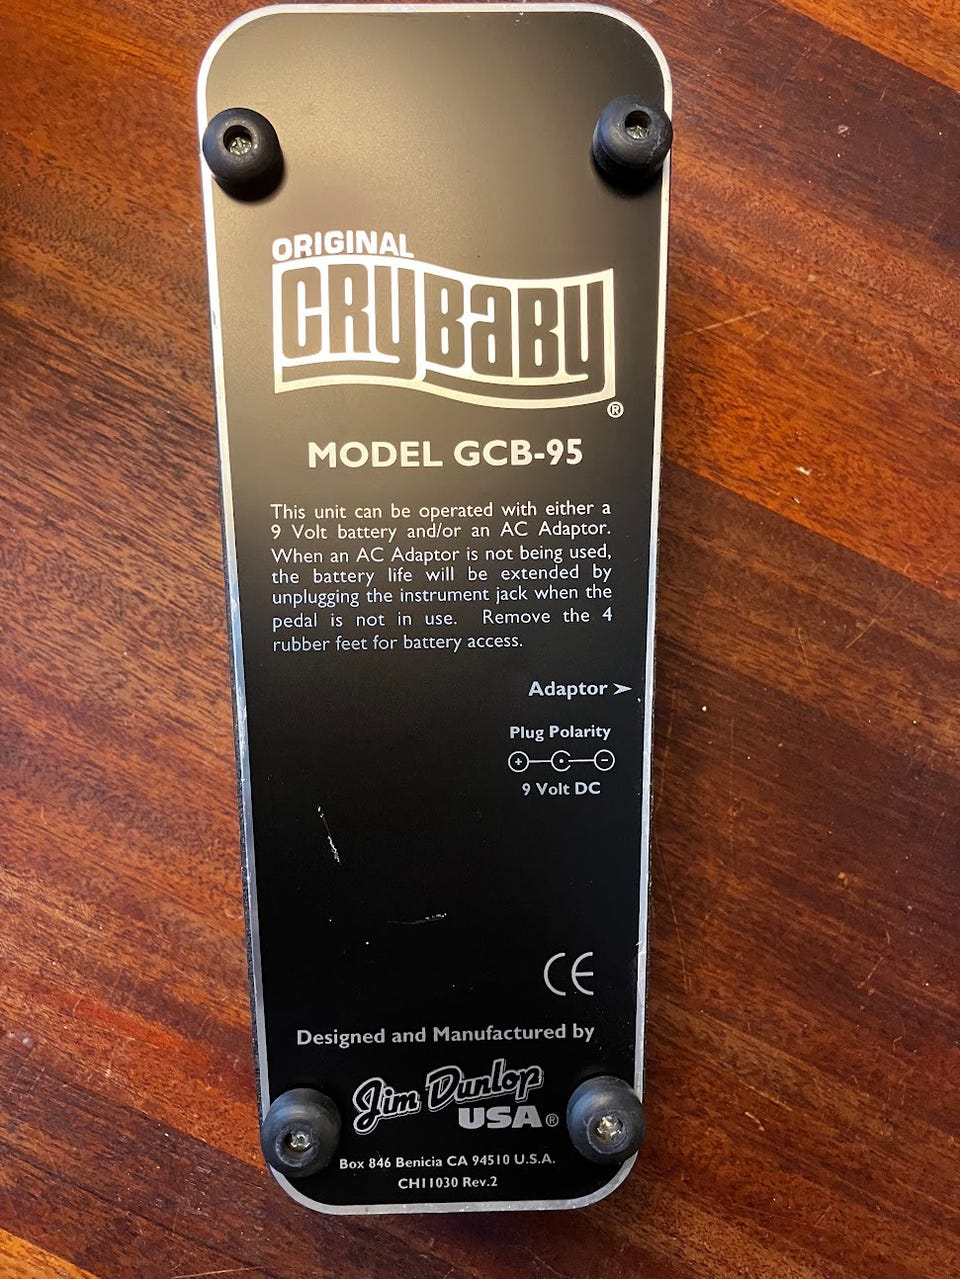 ORIGINAL
CRYBABY
®
MODEL GCB-95
This unit can be operated with either a
9 Volt battery and/or an AC Adaptor.
When an AC Adaptor is not being used,
the battery life will be extended by
unplugging the instrument jack when the
pedal is not in use. Remove the 4
rubber feet for battery access.
Adaptor ➤
Plug Polarity
+ -
9 Volt DC
CE
Designed and Manufactured by
Jim Dunlop
USA®
Box 846 Benicia CA 94510 U.S.A.
CH11030 Rev.2